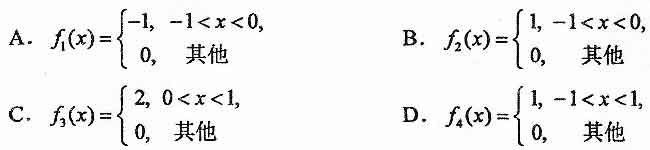 A. f₁(x)={-1, -1<x<0, 0, 其他 B. f₂(x)={1, -1<x<0, 0, 其他
C. f₃(x)={2, 0<x<1, 0, 其他 D. f₄(x)={1, -1<x<1, 0, 其他